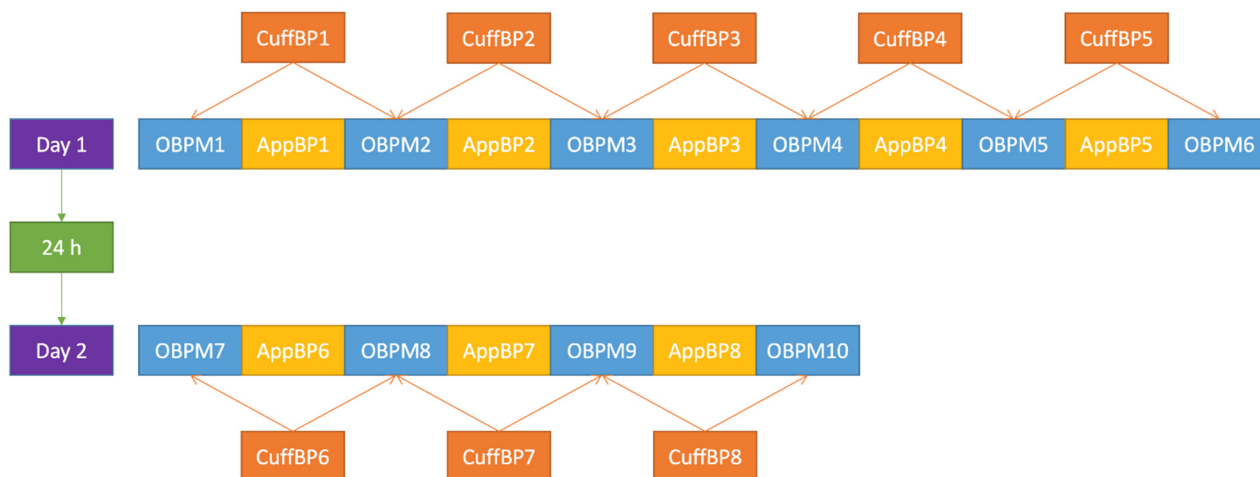 CuffBP1 CuffBP2 CuffBP3 CuffBP4 CuffBP5
Day 1 OBPM1 AppBP1 OBPM2 AppBP2 OBPM3 AppBP3 OBPM4 AppBP4 OBPM5 AppBP5 OBPM6
24 h
Day 2 OBPM7 AppBP6 OBPM8 AppBP7 OBPM9 AppBP8 OBPM10
CuffBP6 CuffBP7 CuffBP8